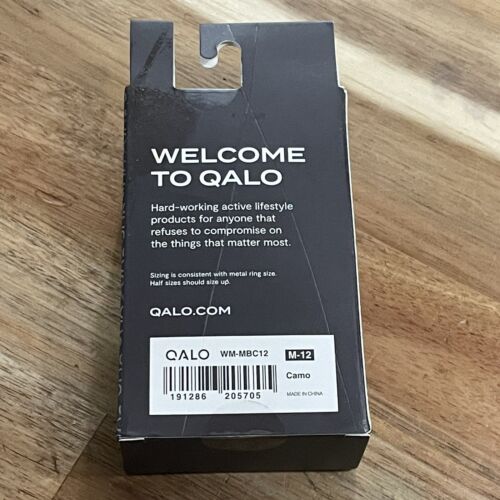 WELCOME
TO QALO
Hard-working active lifestyle
products for anyone that
refuses to compromise on
the things that matter most.
Sizing is consistent with metal ring size.
Half sizes should size up.
QALO.COM
QALO WM-MBC12 M-12
Camo
191286 205705
MADE IN CHINA